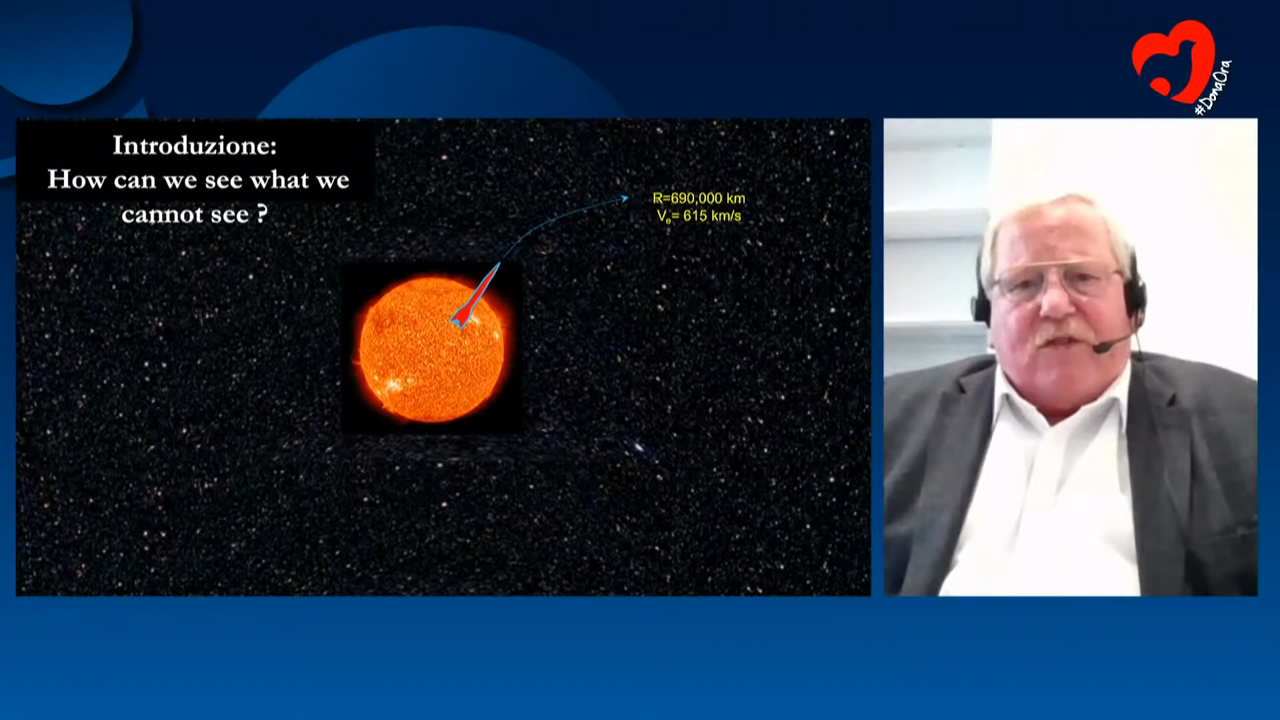 Introduzione:
How can we see what we
cannot see ?
R=690,000 km
Vₑ= 615 km/s
#DonaOra